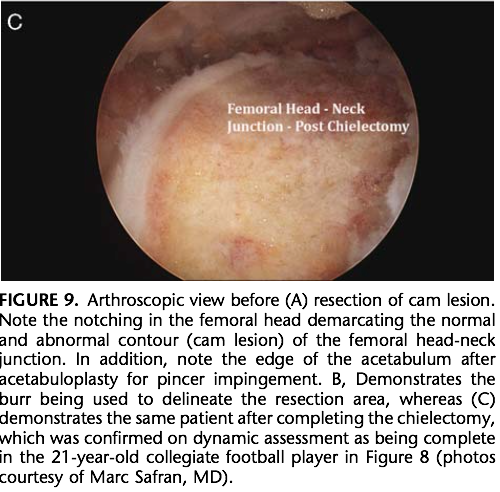 C
Femoral Head - Neck
Junction - Post Chielectomy
FIGURE 9. Arthroscopic view before (A) resection of cam lesion.
Note the notching in the femoral head demarcating the normal
and abnormal contour (cam lesion) of the femoral head-neck
junction. In addition, note the edge of the acetabulum after
acetabuloplasty for pincer impingement. B, Demonstrates the
burr being used to delineate the resection area, whereas (C)
demonstrates the same patient after completing the chielectomy,
which was confirmed on dynamic assessment as being complete
in the 21-year-old collegiate football player in Figure 8 (photos
courtesy of Marc Safran, MD).